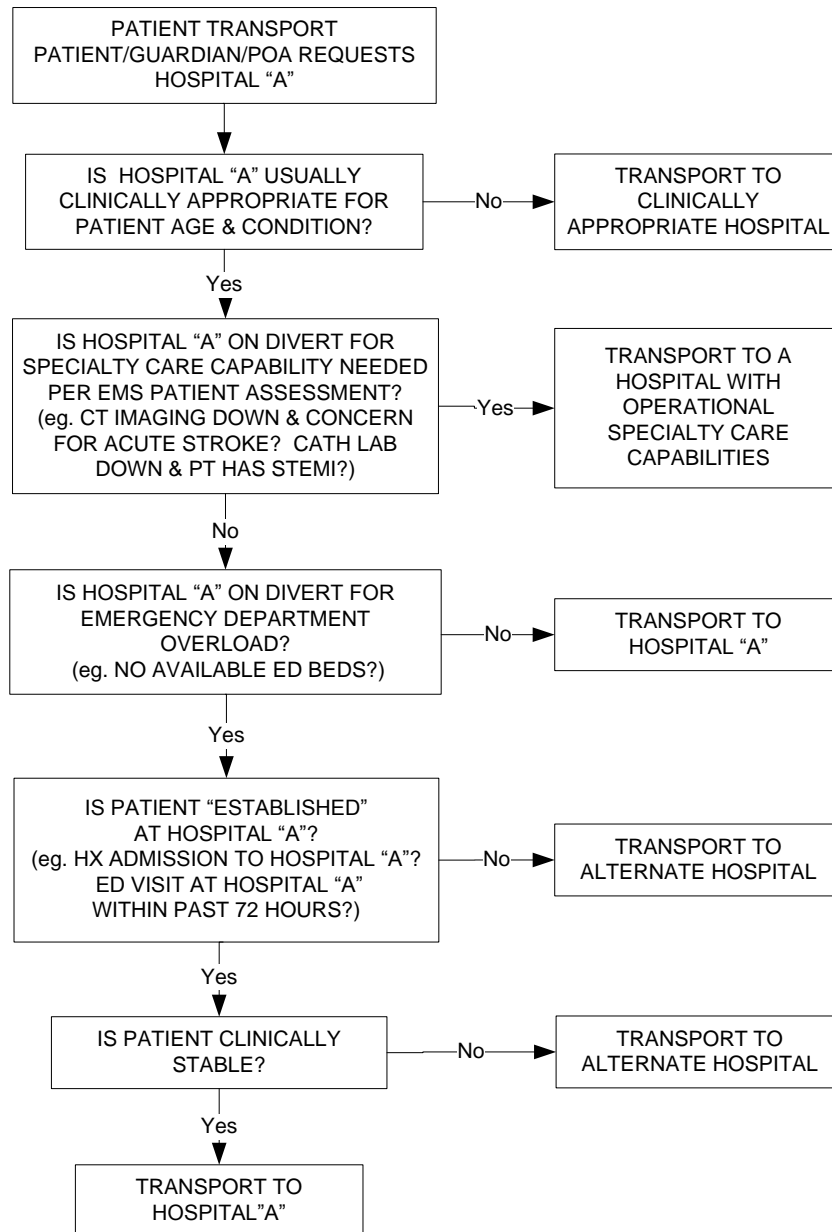 PATIENT TRANSPORT
PATIENT/GUARDIAN/POA REQUESTS
HOSPITAL “A”
IS HOSPITAL “A” USUALLY
CLINICALLY APPROPRIATE FOR
PATIENT AGE & CONDITION?
No
TRANSPORT TO
CLINICALLY
APPROPRIATE HOSPITAL
Yes
IS HOSPITAL “A” ON DIVERT FOR
SPECIALTY CARE CAPABILITY NEEDED
PER EMS PATIENT ASSESSMENT?
(eg. CT IMAGING DOWN & CONCERN
FOR ACUTE STROKE? CATH LAB
DOWN & PT HAS STEMI?)
Yes
TRANSPORT TO A
HOSPITAL WITH
OPERATIONAL
SPECIALTY CARE
CAPABILITIES
No
IS HOSPITAL “A” ON DIVERT FOR
EMERGENCY DEPARTMENT
OVERLOAD?
(eg. NO AVAILABLE ED BEDS?)
No
TRANSPORT TO
HOSPITAL “A”
Yes
IS PATIENT “ESTABLISHED”
AT HOSPITAL “A”?
(eg. HX ADMISSION TO HOSPITAL “A”?
ED VISIT AT HOSPITAL “A”
WITHIN PAST 72 HOURS?)
No
TRANSPORT TO
ALTERNATE HOSPITAL
Yes
IS PATIENT CLINICALLY
STABLE?
No
TRANSPORT TO
ALTERNATE HOSPITAL
Yes
TRANSPORT TO
HOSPITAL”A”